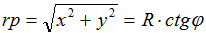 rp = √(x² + y²) = R · ctgφ